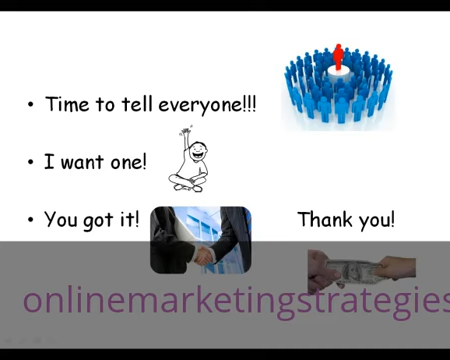 Time to tell everyone!!!
I want one!
You got it!
Thank you!
onlinemarketingstrategies